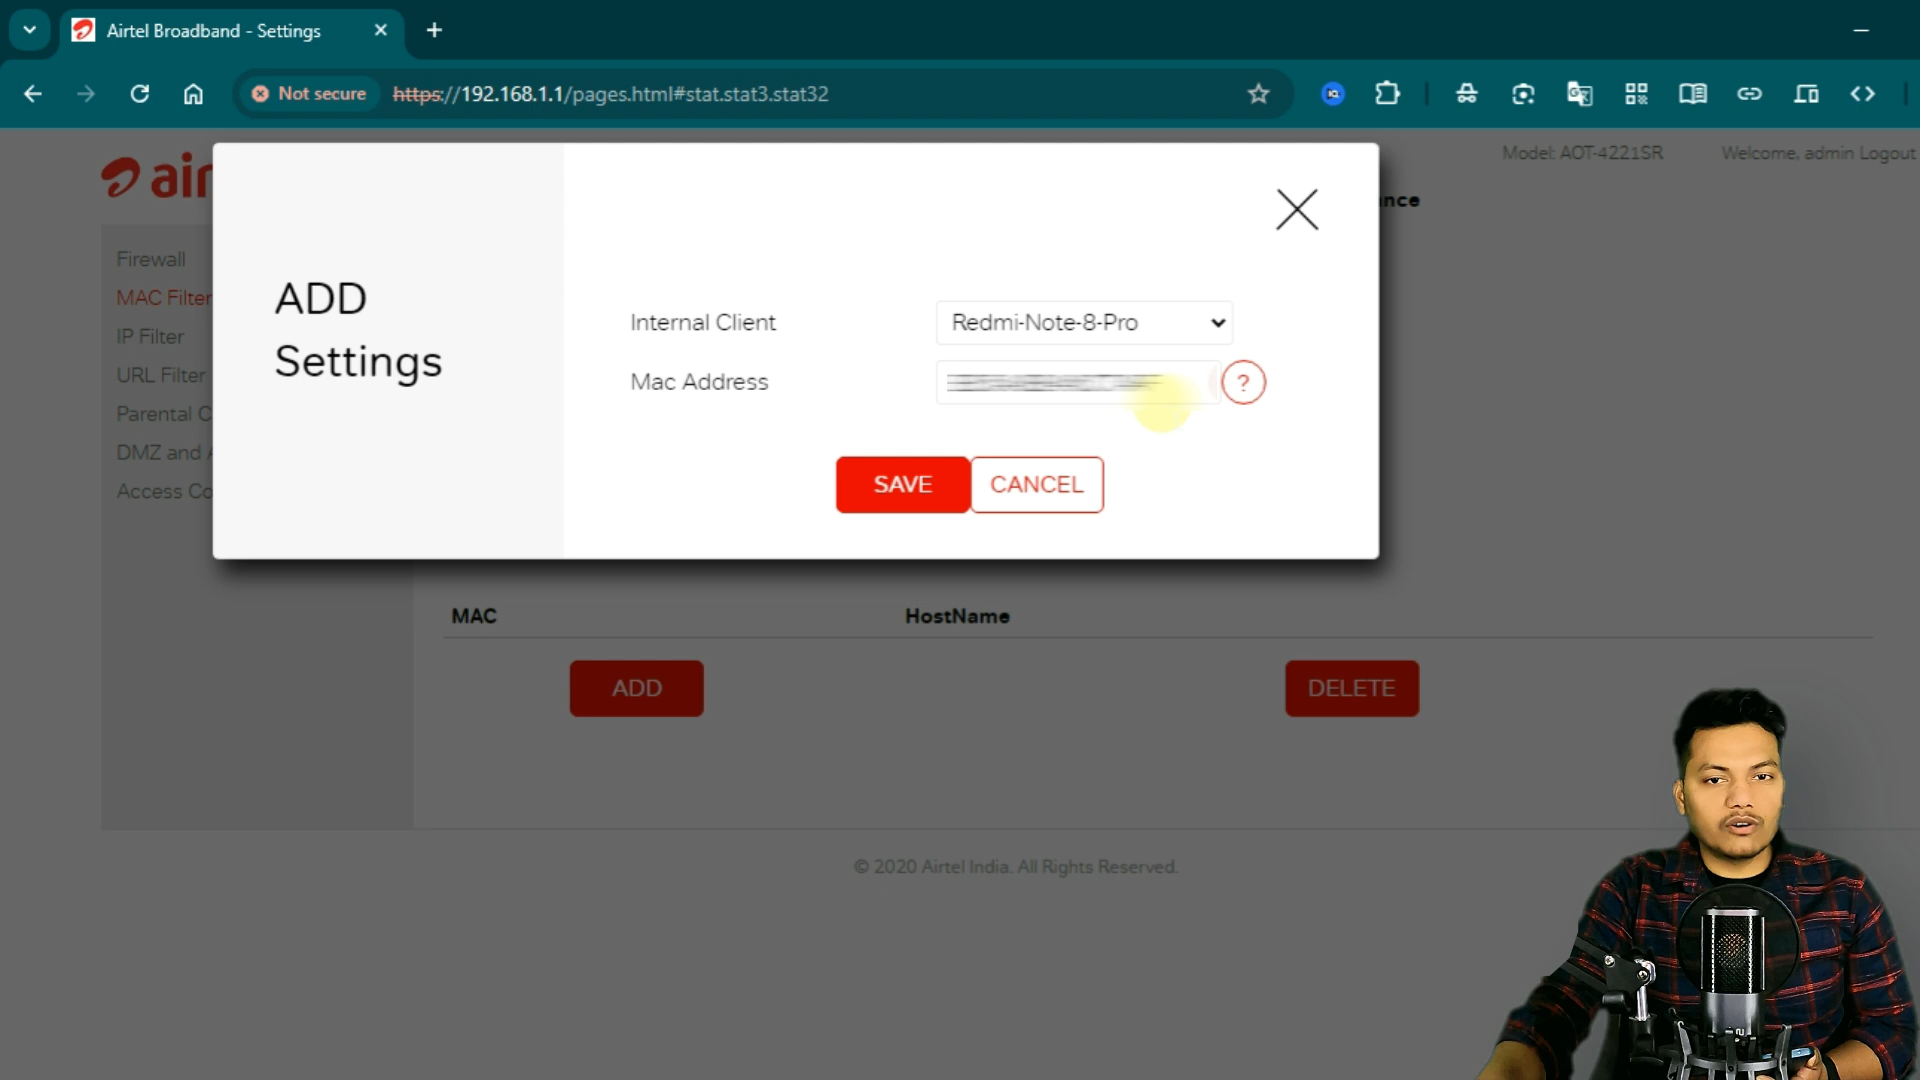 Airtel Broadband - Settings
Not secure
https://192.168.1.1/pages.html#stat.stat3.stat32
Model: AOT-4221SR
Welcome, admin Logout
ADD
Settings
Internal Client
Redmi-Note-8-Pro
Mac Address
?
SAVE
CANCEL
Firewall
MAC Filter
IP Filter
URL Filter
Parental C
DMZ and
Access Co
MAC
HostName
ADD
DELETE
© 2020 Airtel India. All Rights Reserved.